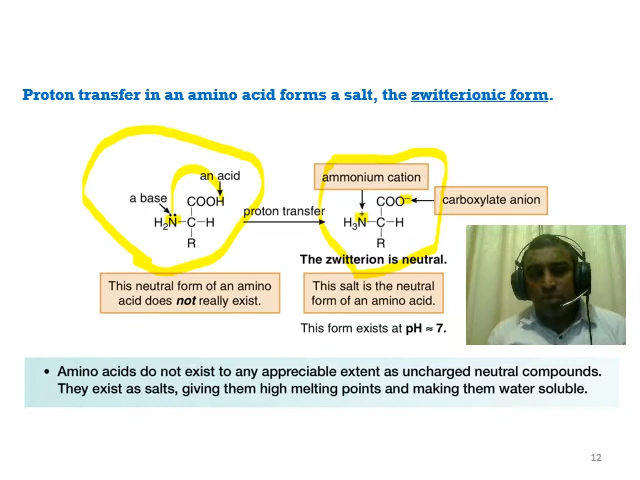 Proton transfer in an amino acid forms a salt, the zwitterionic form.
an acid
a base
COOH
H2N—C—H
R
proton transfer
ammonium cation
COO−
carboxylate anion
+
H3N—C—H
R
The zwitterion is neutral.
This neutral form of an amino
acid does not really exist.
This salt is the neutral
form of an amino acid.
This form exists at pH ≈ 7.
• Amino acids do not exist to any appreciable extent as uncharged neutral compounds.
They exist as salts, giving them high melting points and making them water soluble.
12